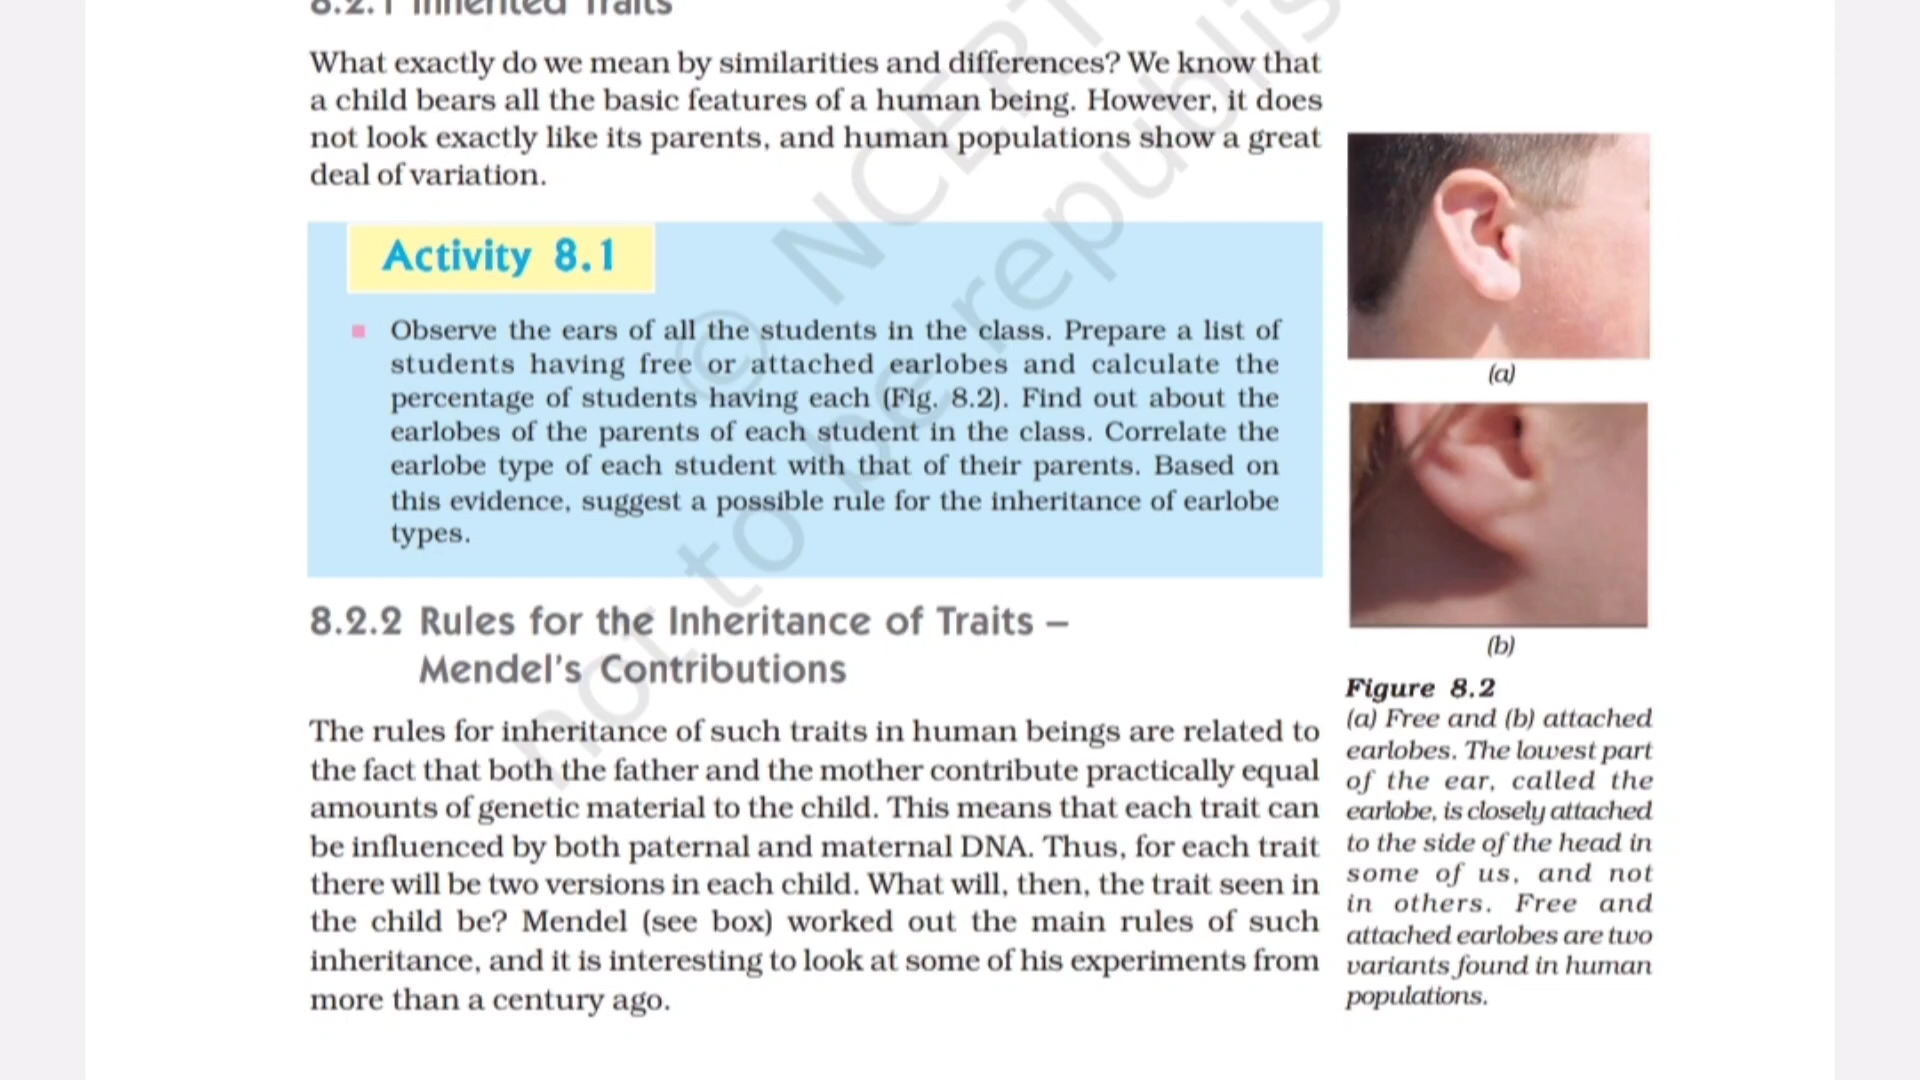 8.2.1 Inherited Traits
What exactly do we mean by similarities and differences? We know that
a child bears all the basic features of a human being. However, it does
not look exactly like its parents, and human populations show a great
deal of variation.
Activity 8.1
Observe the ears of all the students in the class. Prepare a list of
students having free or attached earlobes and calculate the
percentage of students having each (Fig. 8.2). Find out about the
earlobes of the parents of each student in the class. Correlate the
earlobe type of each student with that of their parents. Based on
this evidence, suggest a possible rule for the inheritance of earlobe
types.
8.2.2 Rules for the Inheritance of Traits –
Mendel's Contributions
The rules for inheritance of such traits in human beings are related to
the fact that both the father and the mother contribute practically equal
amounts of genetic material to the child. This means that each trait can
be influenced by both paternal and maternal DNA. Thus, for each trait
there will be two versions in each child. What will, then, the trait seen in
the child be? Mendel (see box) worked out the main rules of such
inheritance, and it is interesting to look at some of his experiments from
more than a century ago.
(a)
(b)
Figure 8.2
(a) Free and (b) attached
earlobes. The lowest part
of the ear, called the
earlobe, is closely attached
to the side of the head in
some of us, and not
in others. Free and
attached earlobes are two
variants found in human
populations.
© NCERT
not to be republis